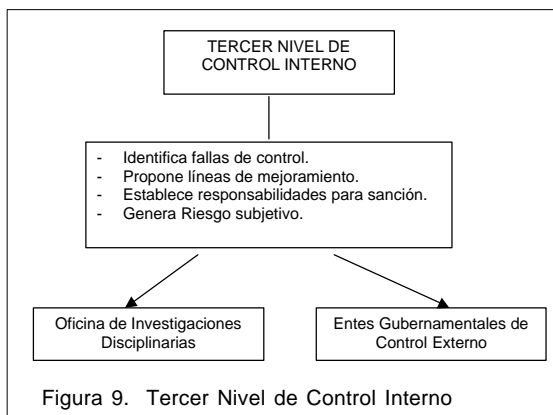 TERCER NIVEL DE
CONTROL INTERNO
- Identifica fallas de control.
- Propone líneas de mejoramiento.
- Establece responsabilidades para sanción.
- Genera Riesgo subjetivo.
Oficina de Investigaciones
Disciplinarias
Entes Gubernamentales de
Control Externo
Figura 9. Tercer Nivel de Control Interno